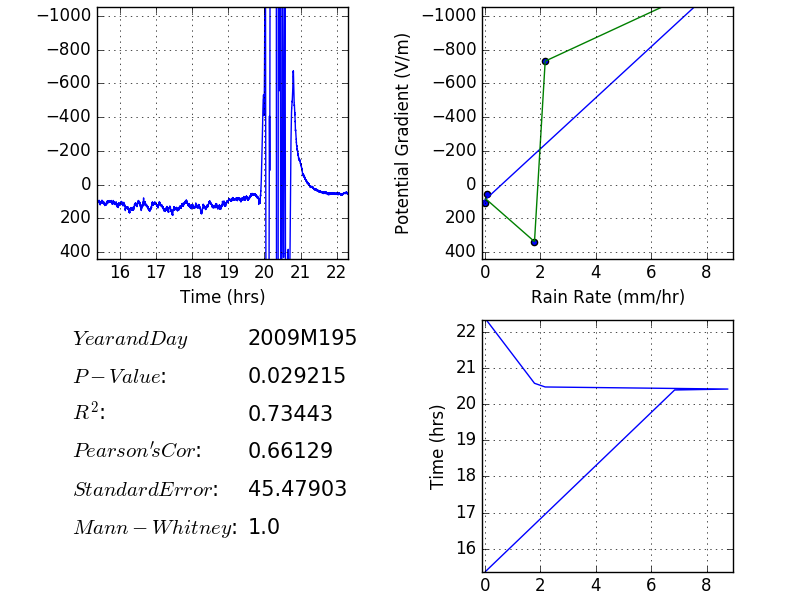 −1000
−800
−600
−400
−200
0
200
400
16 17 18 19 20 21 22
Time (hrs)
Potential Gradient (V/m)
−1000
−800
−600
−400
−200
0
200
400
0 2 4 6 8
Rain Rate (mm/hr)
YearandDay 2009M195
P−Value: 0.029215
R²: 0.73443
Pearson'sCor: 0.66129
StandardError: 45.47903
Mann−Whitney: 1.0
Time (hrs)
22
21
20
19
18
17
16
0 2 4 6 8